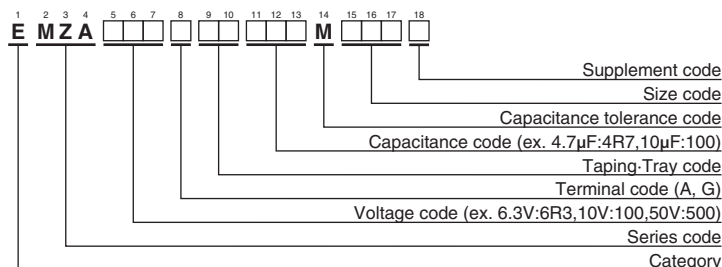 1 2 3 4 5 6 7 8 9 10 11 12 13 14 15 16 17 18
E M Z A □□□ □ □□ □□□ M □□□ □
Supplement code
Size code
Capacitance tolerance code
Capacitance code (ex. 4.7μF:4R7,10μF:100)
Taping·Tray code
Terminal code (A, G)
Voltage code (ex. 6.3V:6R3,10V:100,50V:500)
Series code
Category